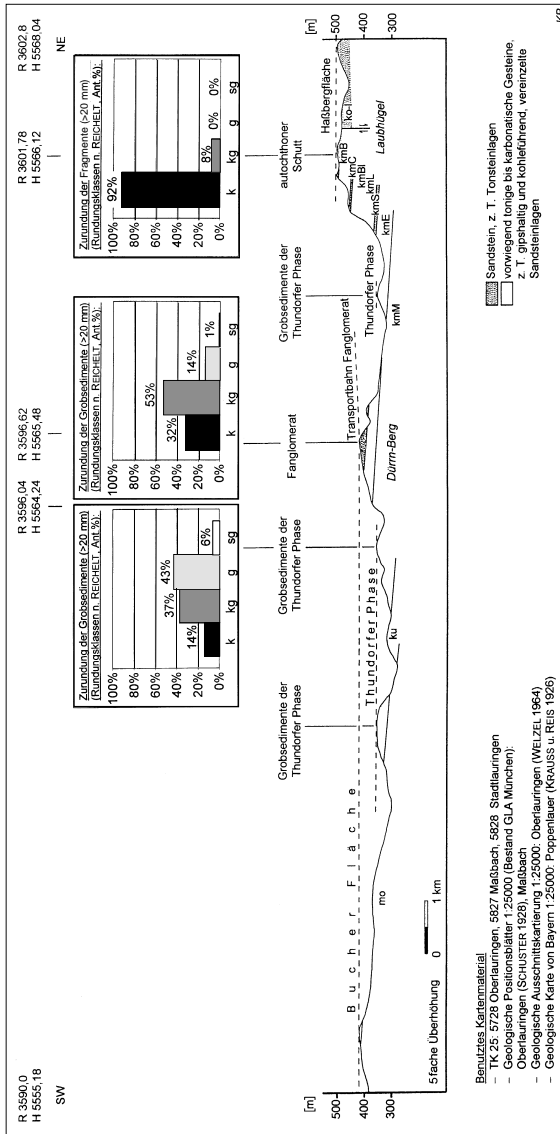 R 3590,0
H 5555,18
SW
R 3596,04
H 5564,24
R 3596,62
H 5565,48
R 3601,78
H 5566,12
R 3602,8
H 5568,04
NE
Zurundung der Grobsedimente (>20 mm)
(Rundungsklassen n. REICHELT, Ant.%):
100%
80%
60%
40%
20%
0%
14%
37%
43%
6%
k
kg
g
sg
Zurundung der Grobsedimente (>20 mm)
(Rundungsklassen n. REICHELT, Ant.%):
100%
80%
60%
40%
20%
0%
32%
53%
14%
1%
k
kg
g
sg
Zurundung der Fragmente (>20 mm)
(Rundungsklassen n. REICHELT, Ant.%):
100%
80%
60%
40%
20%
0%
92%
8%
0%
0%
k
kg
g
sg
Grobsedimente der
Thundorfer Phase
Grobsedimente der
Thundorfer Phase
Fanglomerat
Grobsedimente der
Thundorfer Phase
autochthoner
Schutt
[m]
500
400
300
Bucher Fläche
Thundorfer Phase
Transportbahn Fanglomerat
Thundorfer Phase
Haßbergfläche
[m]
500
400
300
mo
ku
Dürrn-Berg
kmM
kmE
kmS
kmL
kmBl
kmC
kmB
ko-l
Laubhügel
5fache Überhöhung
0
1 km
Benutztes Kartenmaterial
– TK 25: 5728 Oberlauringen, 5827 Maßbach, 5828 Stadtlauringen
– Geologische Positionsblätter 1:25000 (Bestand GLA München):
Oberlauringen (SCHUSTER 1928), Maßbach
– Geologische Ausschnittskartierung 1:25000: Oberlauringen (WELZEL 1964)
– Geologische Karte von Bayern 1:25000: Poppenlauer (KRAUSS u. REIS 1926)
Sandstein, z. T. Tonsteinlagen
vorwiegend tonige bis karbonatische Gesteine,
z. T. gipshaltig und kohleführend, vereinzelte
Sandsteinlagen
KB